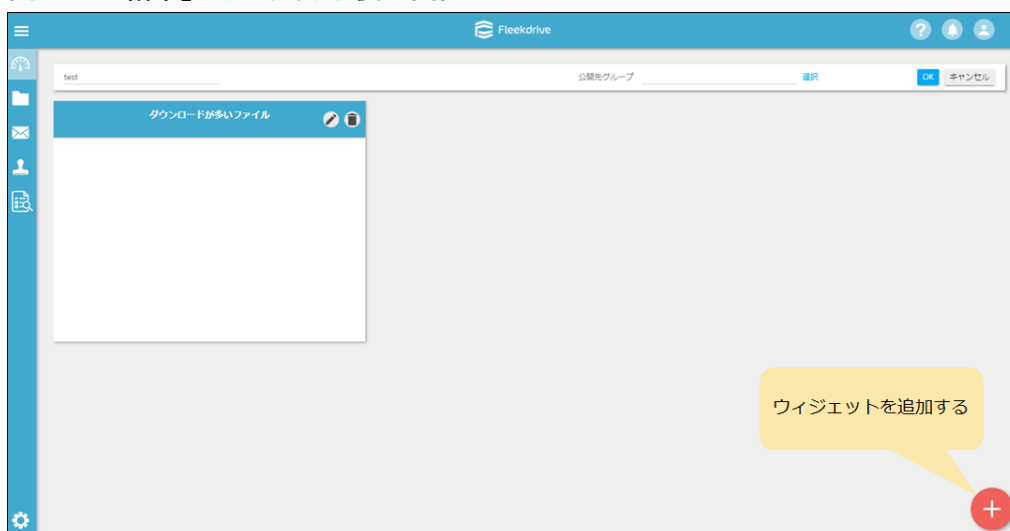 Fleekdrive
test
公開先グループ
選択
OK
キャンセル
ダウンロードが多いファイル
ウィジェットを追加する